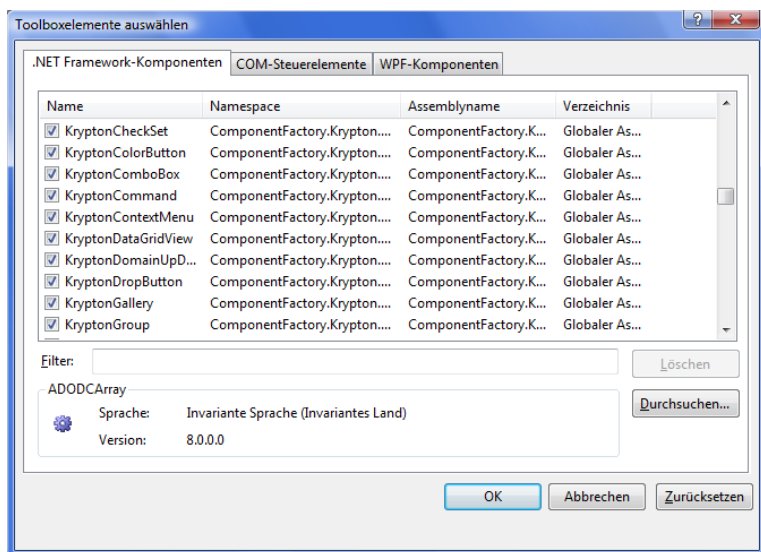 Toolboxelemente auswählen
.NET Framework-Komponenten COM-Steuerelemente WPF-Komponenten
Name Namespace Assemblyname Verzeichnis
KryptonCheckSet ComponentFactory.Krypton.... ComponentFactory.K... Globaler As...
KryptonColorButton ComponentFactory.Krypton.... ComponentFactory.K... Globaler As...
KryptonComboBox ComponentFactory.Krypton.... ComponentFactory.K... Globaler As...
KryptonCommand ComponentFactory.Krypton.... ComponentFactory.K... Globaler As...
KryptonContextMenu ComponentFactory.Krypton.... ComponentFactory.K... Globaler As...
KryptonDataGridView ComponentFactory.Krypton.... ComponentFactory.K... Globaler As...
KryptonDomainUpD... ComponentFactory.Krypton.... ComponentFactory.K... Globaler As...
KryptonDropButton ComponentFactory.Krypton.... ComponentFactory.K... Globaler As...
KryptonGallery ComponentFactory.Krypton.... ComponentFactory.K... Globaler As...
KryptonGroup ComponentFactory.Krypton.... ComponentFactory.K... Globaler As...
Filter: Löschen
ADODCArray
Durchsuchen...
Sprache: Invariante Sprache (Invariantes Land)
Version: 8.0.0.0
OK Abbrechen Zurücksetzen